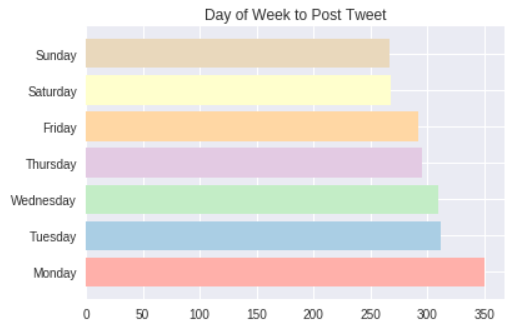 Day of Week to Post Tweet
Sunday
Saturday
Friday
Thursday
Wednesday
Tuesday
Monday
0 50 100 150 200 250 300 350